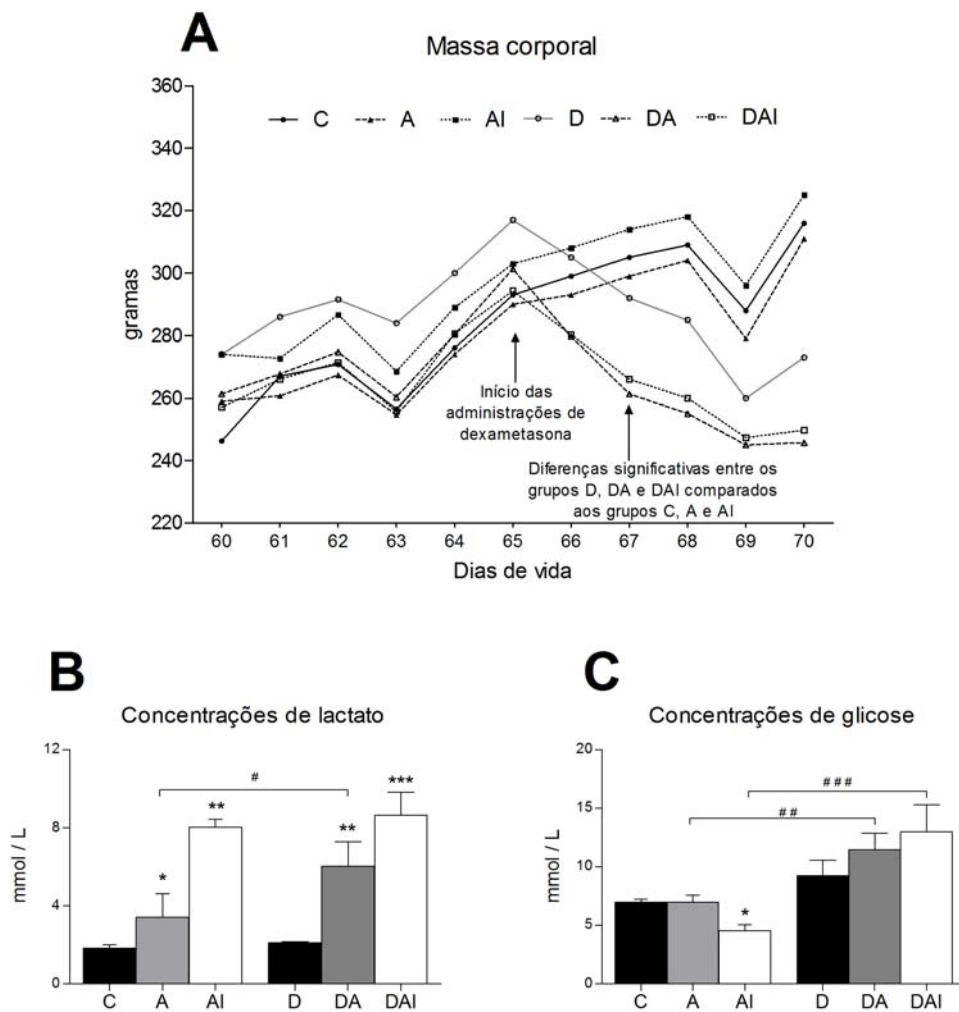 A
Massa corporal
360
340
320
300
280
260
240
220
gramas
C A AI D DA DAI
Início das
administrações de
dexametasona
Diferenças significativas entre os
grupos D, DA e DAI comparados
aos grupos C, A e AI
60 61 62 63 64 65 66 67 68 69 70
Dias de vida
B
Concentrações de lactato
12
8
4
0
mmol / L
#
*
**
**
***
C A AI D DA DAI
C
Concentrações de glicose
20
15
10
5
0
mmol / L
# # #
# #
*
C A AI D DA DAI